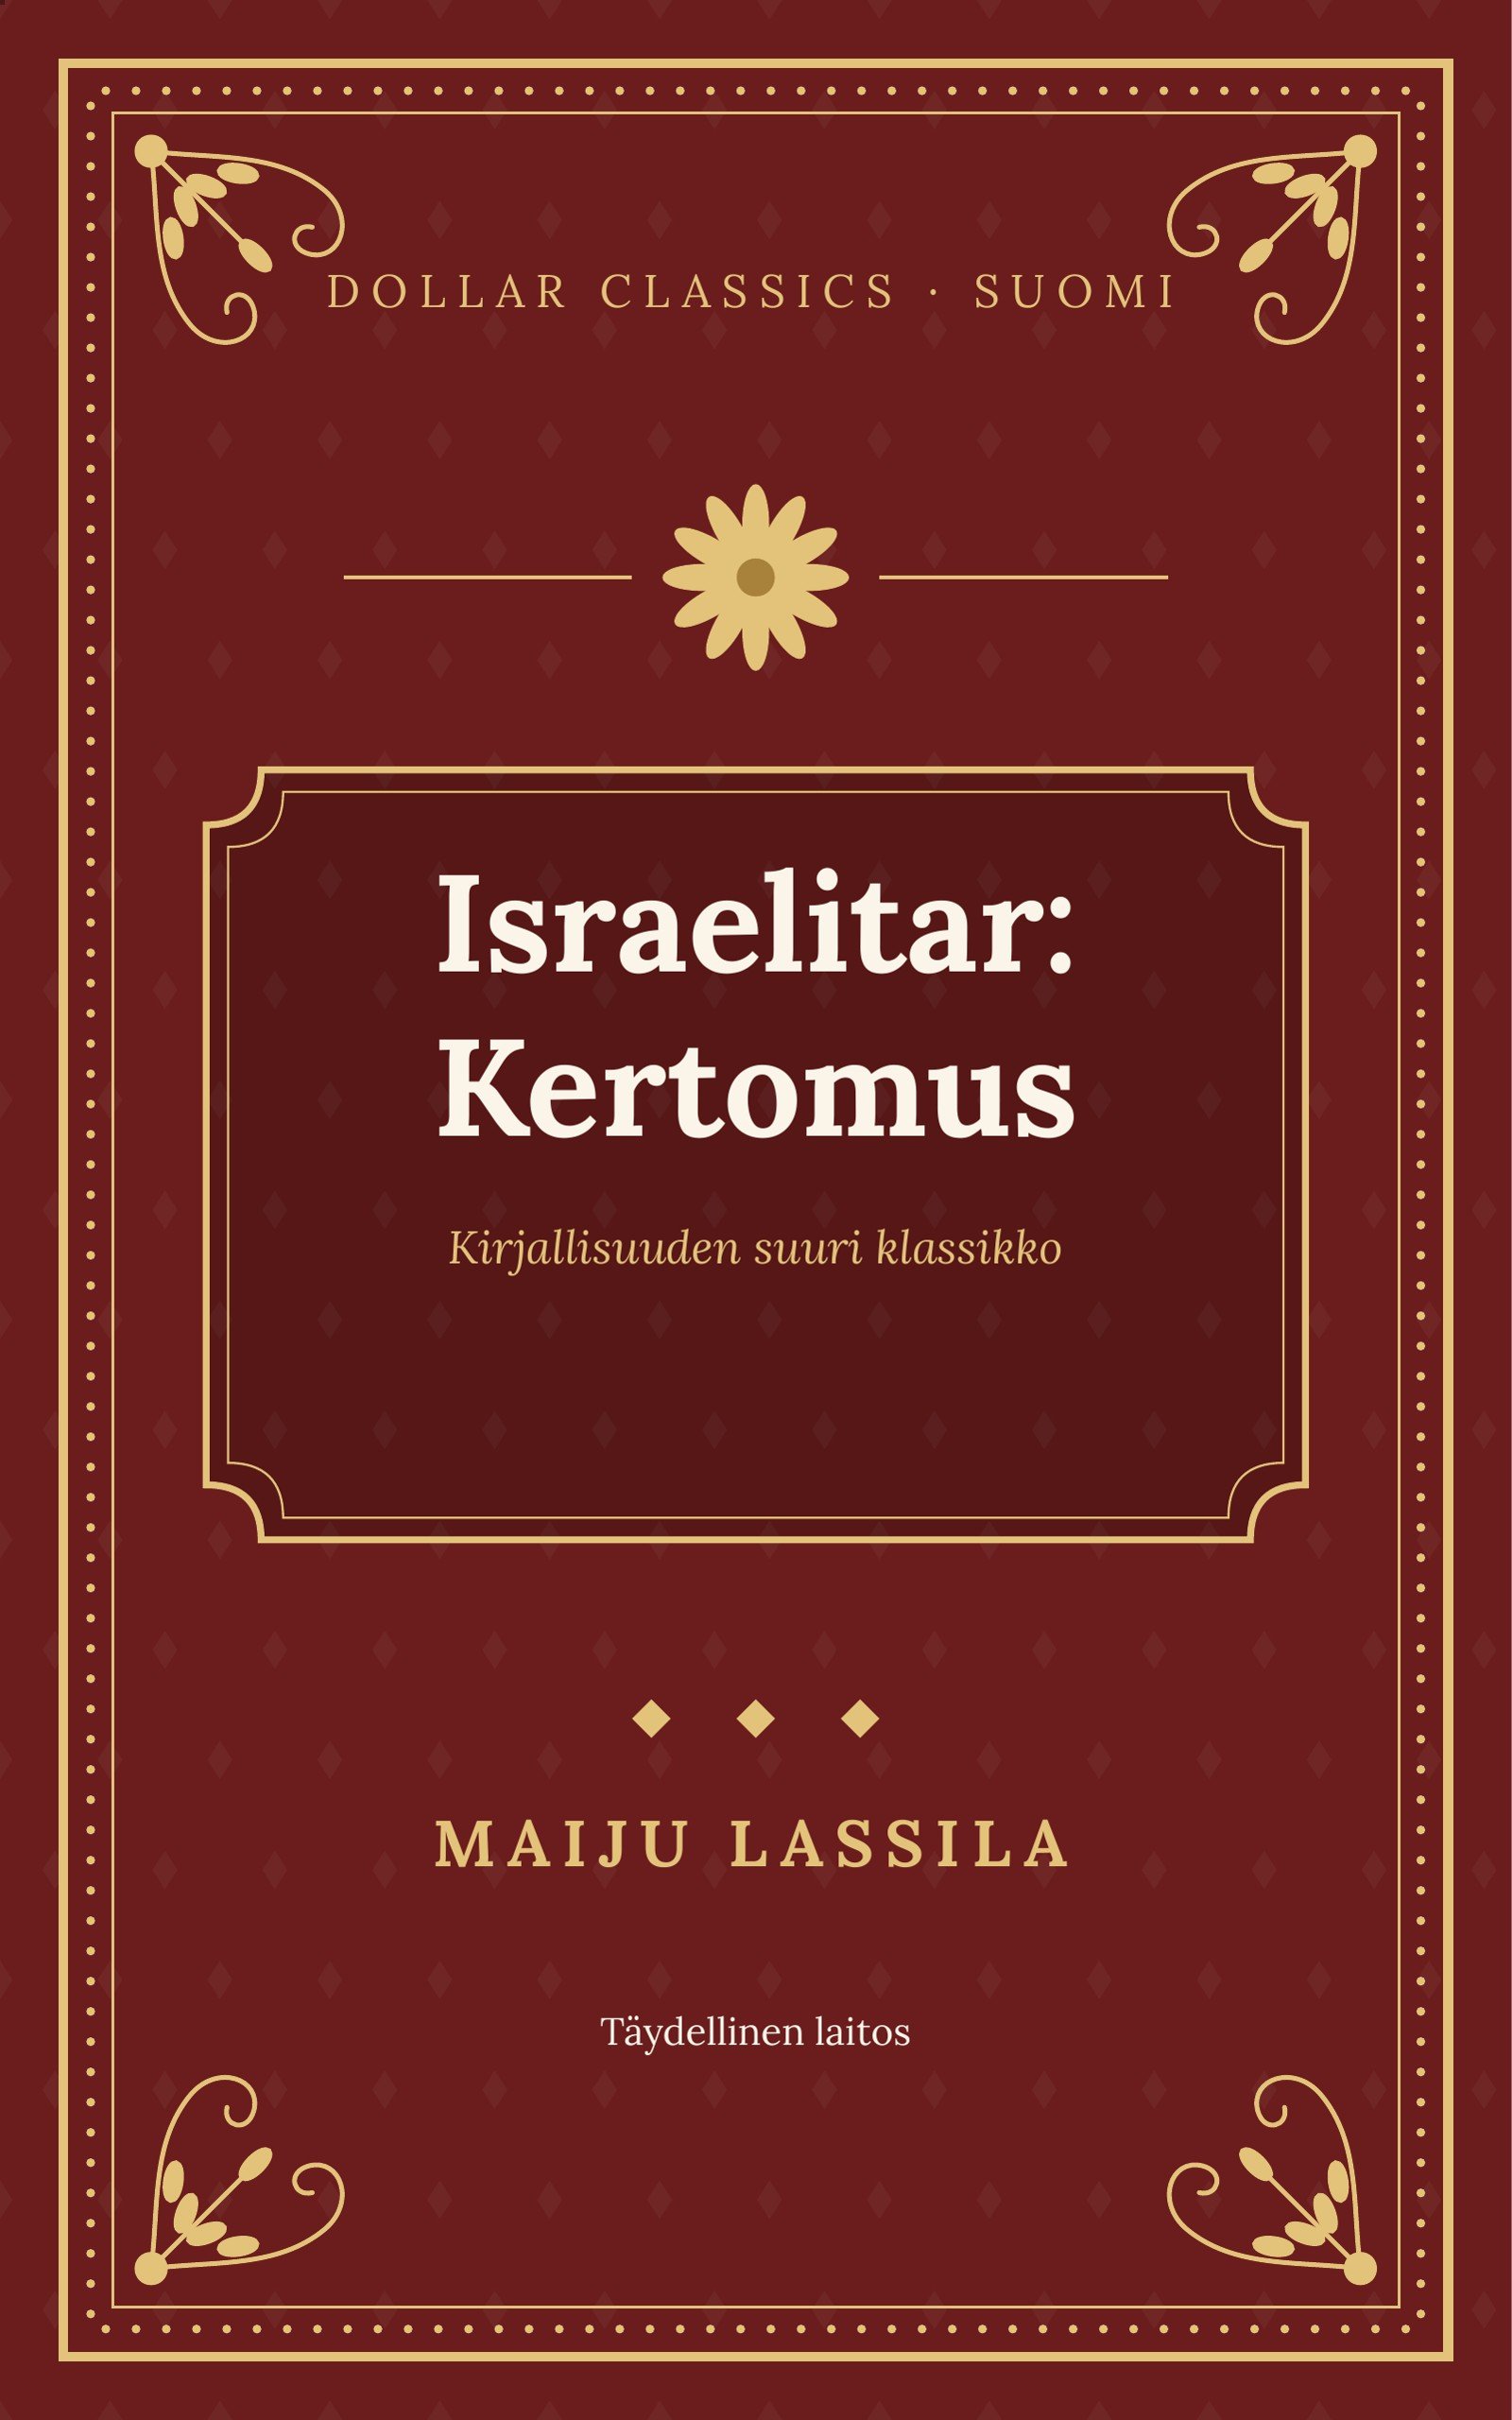 DOLLAR CLASSICS · SUOMI
Israelitar:
Kertomus
Kirjallisuuden suuri klassikko
MAIJU LASSILA
Täydellinen laitos